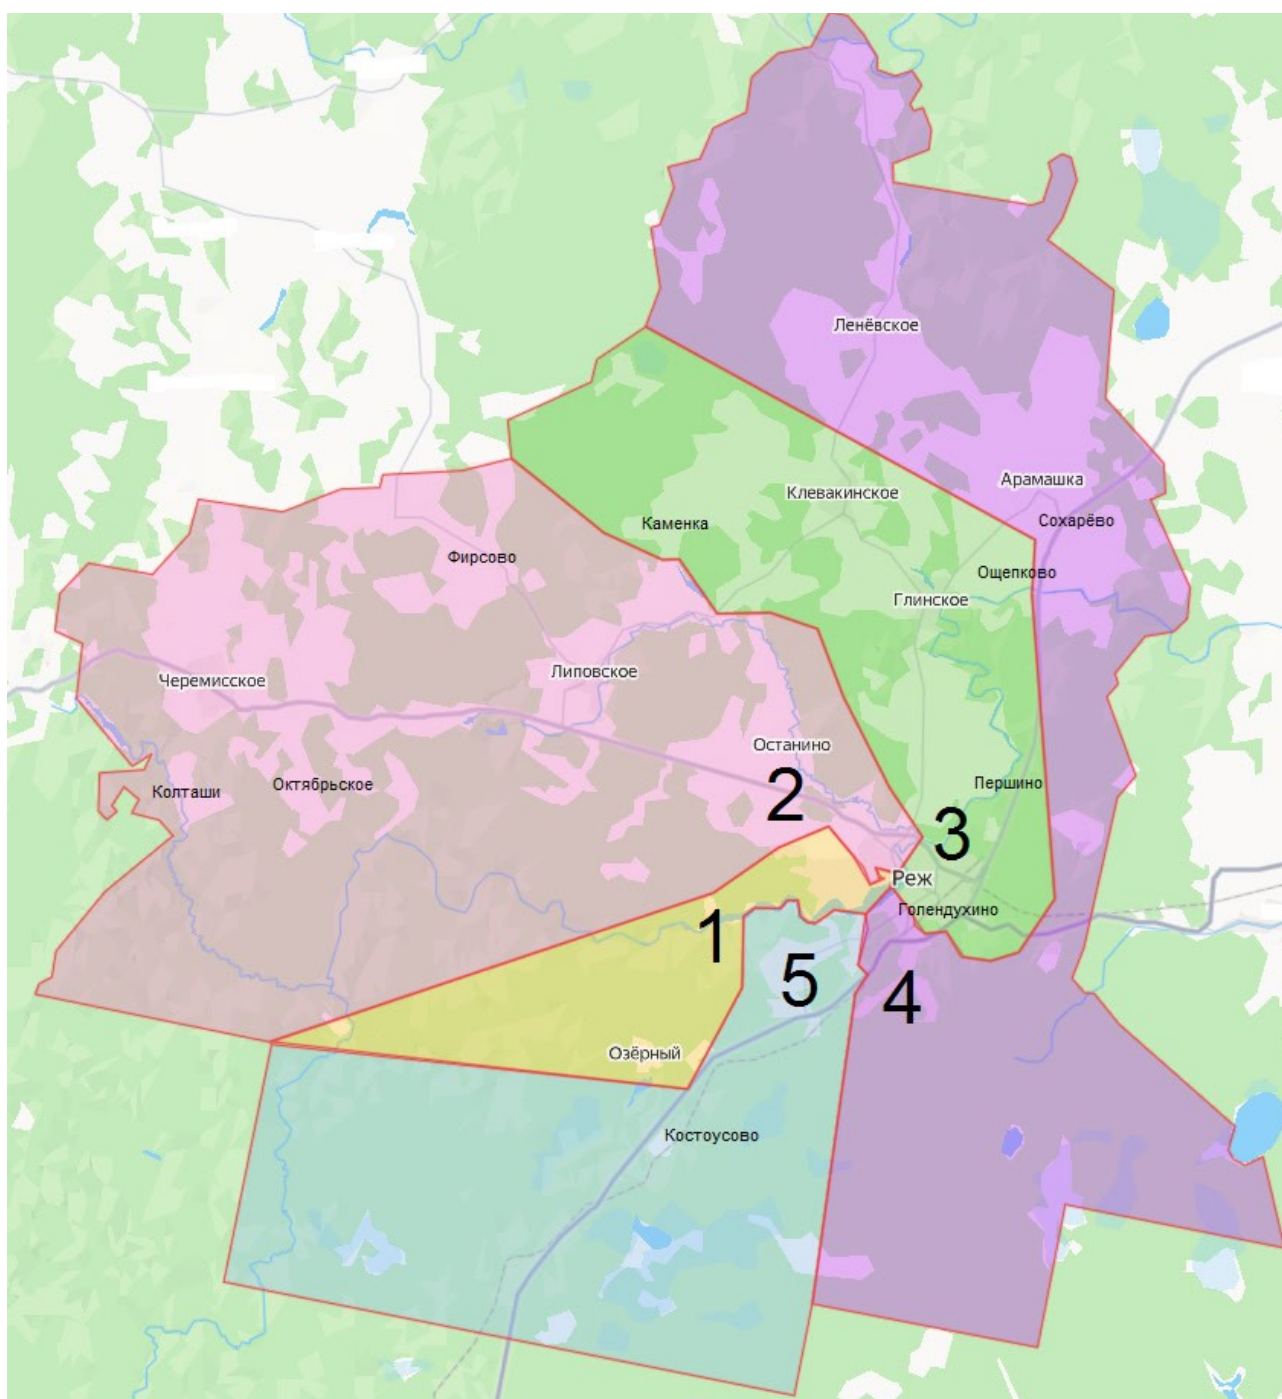 Ленёвское
Арамашка
Клевакинское
Сохарёво
Каменка
Фирсово
Ощепково
Глинское
Липовское
Черемисское
Останино
Октябрьское
Першино
Колташи
2
3
Реж
Голендухино
1
5
4
Озёрный
Костоусово